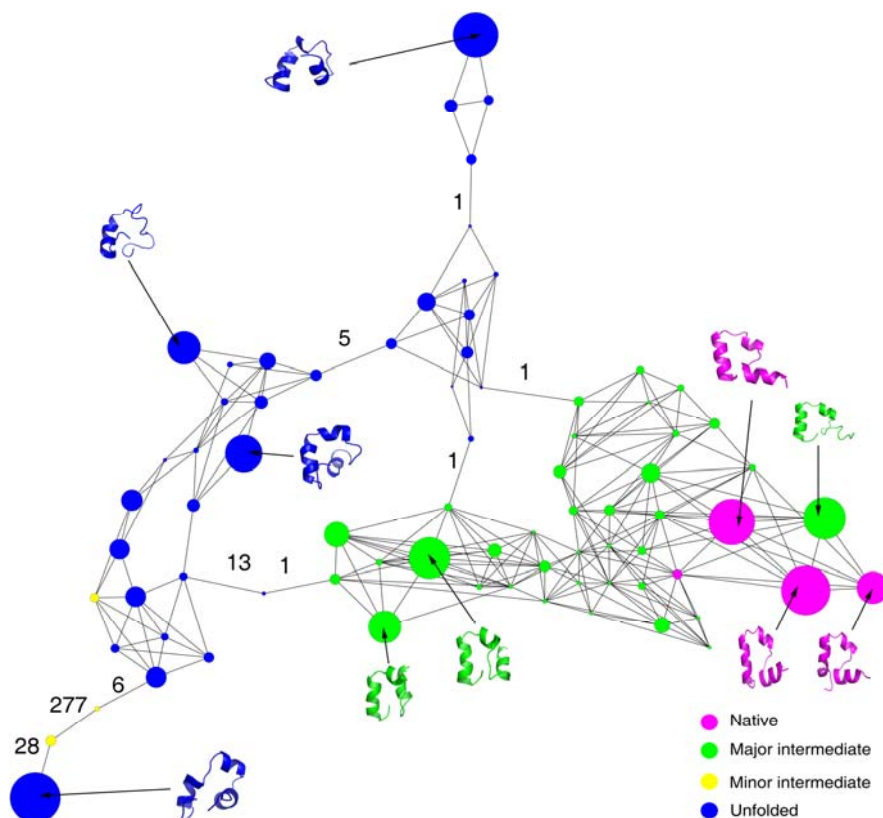 1
5
1
1
13
1
6
277
28
Native
Major intermediate
Minor intermediate
Unfolded